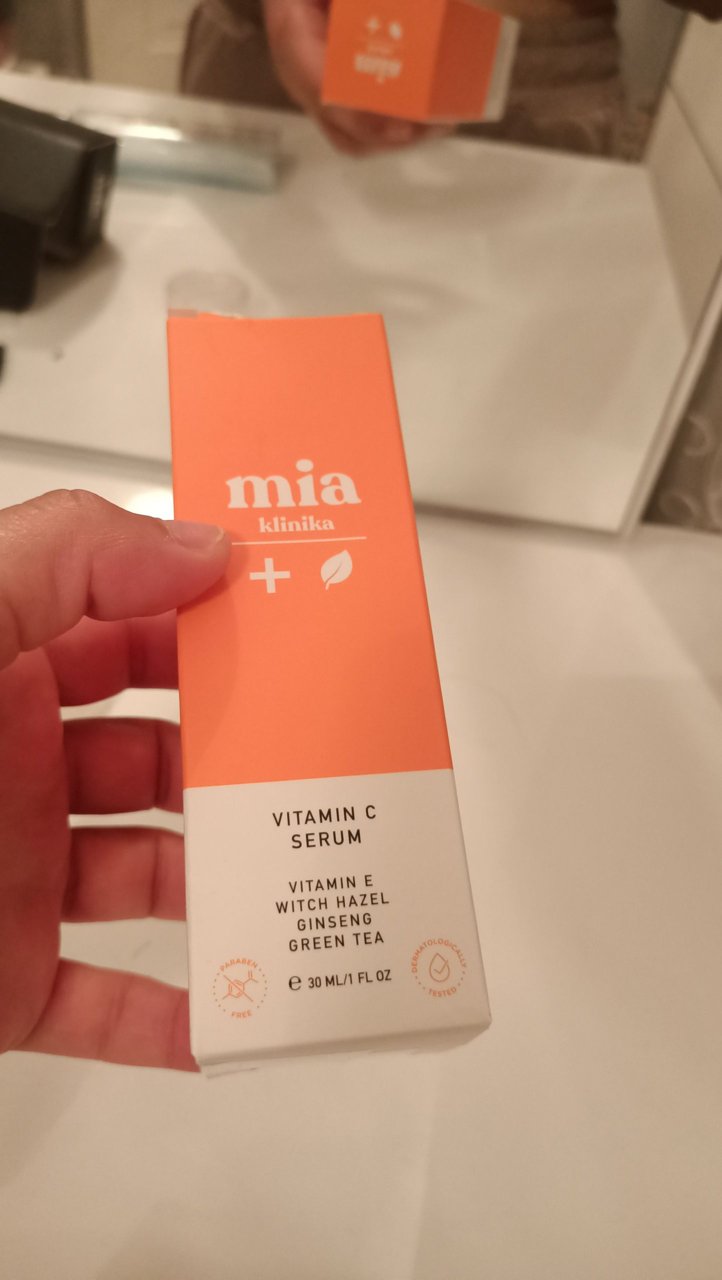 mia
klinika
VITAMIN C
SERUM
VITAMIN E
WITCH HAZEL
GINSENG
GREEN TEA
PARABEN
FREE
℮ 30 ML/1 FL OZ
DERMATOLOGICALLY
TESTED